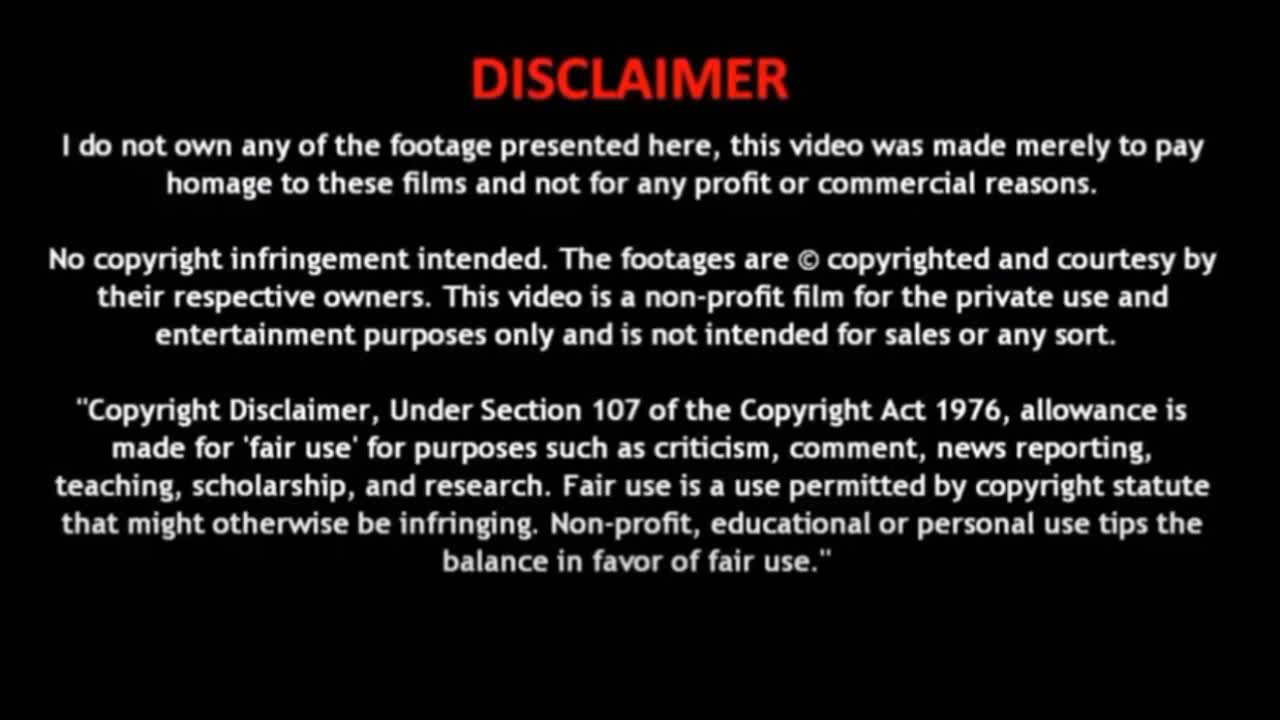 DISCLAIMER
I do not own any of the footage presented here, this video was made merely to pay
homage to these films and not for any profit or commercial reasons.
No copyright infringement intended. The footages are © copyrighted and courtesy by
their respective owners. This video is a non-profit film for the private use and
entertainment purposes only and is not intended for sales or any sort.
"Copyright Disclaimer, Under Section 107 of the Copyright Act 1976, allowance is
made for 'fair use' for purposes such as criticism, comment, news reporting,
teaching, scholarship, and research. Fair use is a use permitted by copyright statute
that might otherwise be infringing. Non-profit, educational or personal use tips the
balance in favor of fair use."